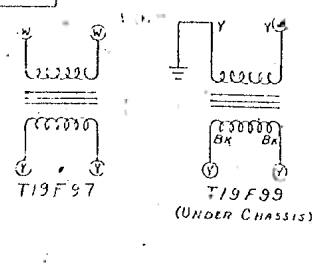 W W Y Y
Bk Bk
Y Y Y Y
T19F97 T19F99
(UNDER CHASSIS)